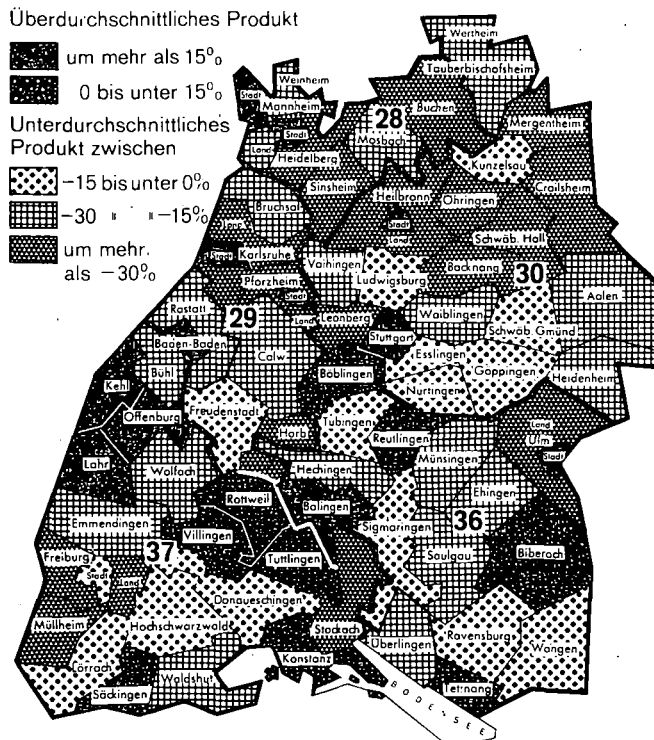 Überdurchschnittliches Produkt
um mehr als 15%
0 bis unter 15%
Unterdurchschnittliches
Produkt zwischen
-15 bis unter 0%
-30 " " -15%
um mehr.
als -30%
Wertheim
Tauberbischofsheim
Weinheim
Stadt
Mannheim
Buchen
28
Mosbach
Mergentheim
Stadt
Land
Heidelberg
Künzelsau
Sinsheim
Heilbronn
Öhringen
Crailsheim
Bruchsal
Stadt
Land
Land
Schwäb. Hall
Stadt
Karlsruhe
Vaihingen
Backnang
30
Pforzheim
Ludwigsburg
Stadt
Aalen
Rastatt
29
Land
Leonberg
Waiblingen
Schwäb. Gmünd
Baden-Baden
Stuttgart
Calw
Esslingen
Bühl
Göppingen
Böblingen
Heidenheim
Kehl
Nürtingen
Offenburg
Freudenstadt
Tübingen
Land
Horb
Reutlingen
Ulm
Lahr
Stadt
Wolfach
Hechingen
Münsingen
Rottweil
Ehingen
Balingen
Emmendingen
Sigmaringen
36
Villingen
37
Biberach
Freiburg
Tuttlingen
Saulgau
Stadt
Land
Donaueschingen
Müllheim
Hochschwarzwald
Stockach
Ravensburg
Überlingen
Wangen
Lörrach
Konstanz
Waldshut
Säckingen
Tettnang
BODENSEE